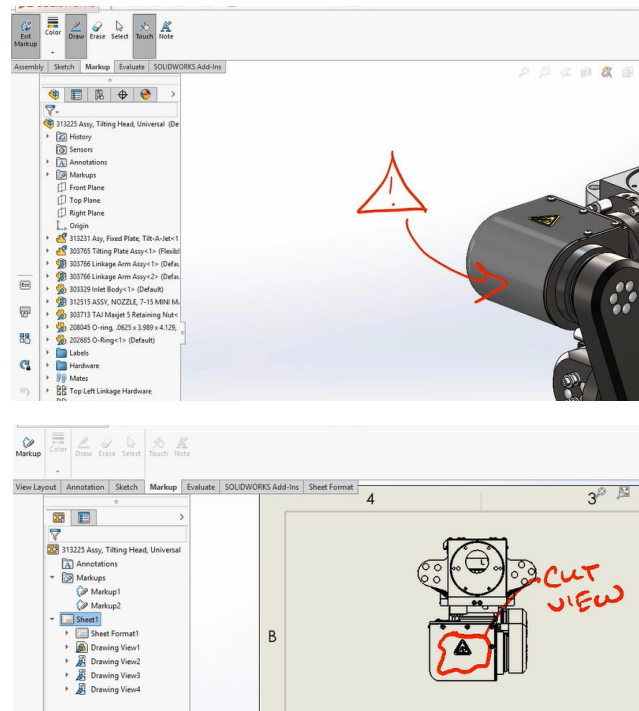 Exit Markup
Color
Draw
Erase
Select
Touch
Note
Assembly
Sketch
Markup
Evaluate
SOLIDWORKS Add-Ins
313225 Assy, Tilting Head, Universal (De
History
Sensors
A Annotations
Markups
Front Plane
Top Plane
Right Plane
Origin
313231 Asy, Fixed Plate, Tilt-A-Jet<1
303765 Tilting Plate Assy<1> (Flexibl
303766 Linkage Arm Assy<1> (Defau
303766 Linkage Arm Assy<2> (Defau
303329 Inlet Body<1> (Default)
312515 ASSY, NOZZLE, 7-15 MINI M
303713 TAJ Maxjet 5 Retaining Nut<
208045 O-ring, .0625 x 3.989 x 4.129,
202685 O-Ring<1> (Default)
Labels
Hardware
Mates
Top Left Linkage Hardware
Esc
!
Markup
Color
Draw
Erase
Select
Touch
Note
View Layout
Annotation
Sketch
Markup
Evaluate
SOLIDWORKS Add-Ins
Sheet Format
313225 Assy, Tilting Head, Universal
A Annotations
Markups
Markup1
Markup2
Sheet1
Sheet Format1
Drawing View1
Drawing View2
Drawing View3
Drawing View4
4
3
B
L
CUT
VIEW